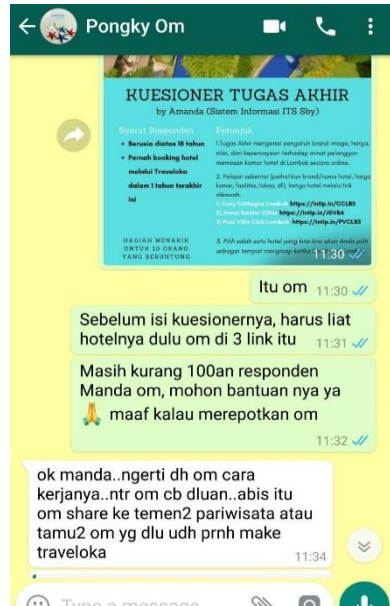 Pongky Om
KUESIONER TUGAS AKHIR
by Amanda (Sistem Informasi ITS Sby)
Syarat Responden
• Berusia diatas 18 tahun
• Pernah booking hotel
melalui Traveloka
dalam 1 tahun terakhir
ini
HADIAH MENARIK
UNTUK 10 ORANG
YANG BERUNTUNG
Petunjuk
1.Tugas Akhir mengenai pengaruh brand image, harga,
nilai, dan kepercayaan terhadap minat pelanggan
memesan kamar hotel di Lombok secara online.
2. Pelajari sebentar (perhatikan brand/nama hotel, harga
kamar, fasilitas, lokasi, dll) ketiga hotel melalui link
dibawah
1) Cozy Cottages Lombok https://intip.in/CCLB3
2) Jeeva Santai Villas https://intip.in/JSVB4
3) Pool Villa Club Lombok https://intip.in/PVCLB5
3. Pilih salah satu hotel yang kira-kira akan Anda pilih
sebagai tempat menginap ketika
11:30
Itu om 11:30
Sebelum isi kuesionernya, harus liat
hotelnya dulu om di 3 link itu 11:31
Masih kurang 100an responden
Manda om, mohon bantuan nya ya
🙏 maaf kalau merepotkan om
11:32
ok manda..ngerti dh om cara
kerjanya..ntr om cb dluan..abis itu
om share ke temen2 pariwisata atau
tamu2 om yg dlu udh prnh make
traveloka 11:34
Type a message